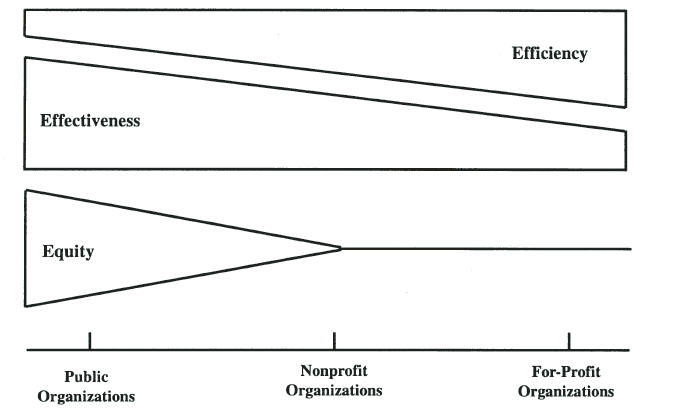 Efficiency
Effectiveness
Equity
Public
Organizations
Nonprofit
Organizations
For-Profit
Organizations